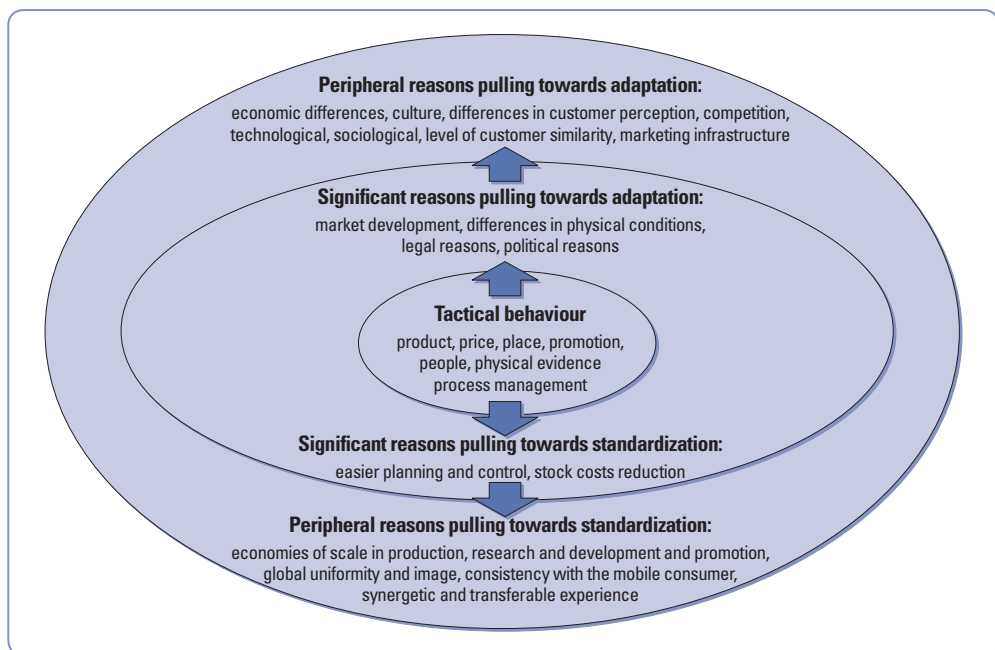 Peripheral reasons pulling towards adaptation:
economic differences, culture, differences in customer perception, competition,
technological, sociological, level of customer similarity, marketing infrastructure
Significant reasons pulling towards adaptation:
market development, differences in physical conditions,
legal reasons, political reasons
Tactical behaviour
product, price, place, promotion,
people, physical evidence
process management
Significant reasons pulling towards standardization:
easier planning and control, stock costs reduction
Peripheral reasons pulling towards standardization:
economies of scale in production, research and development and promotion,
global uniformity and image, consistency with the mobile consumer,
synergetic and transferable experience